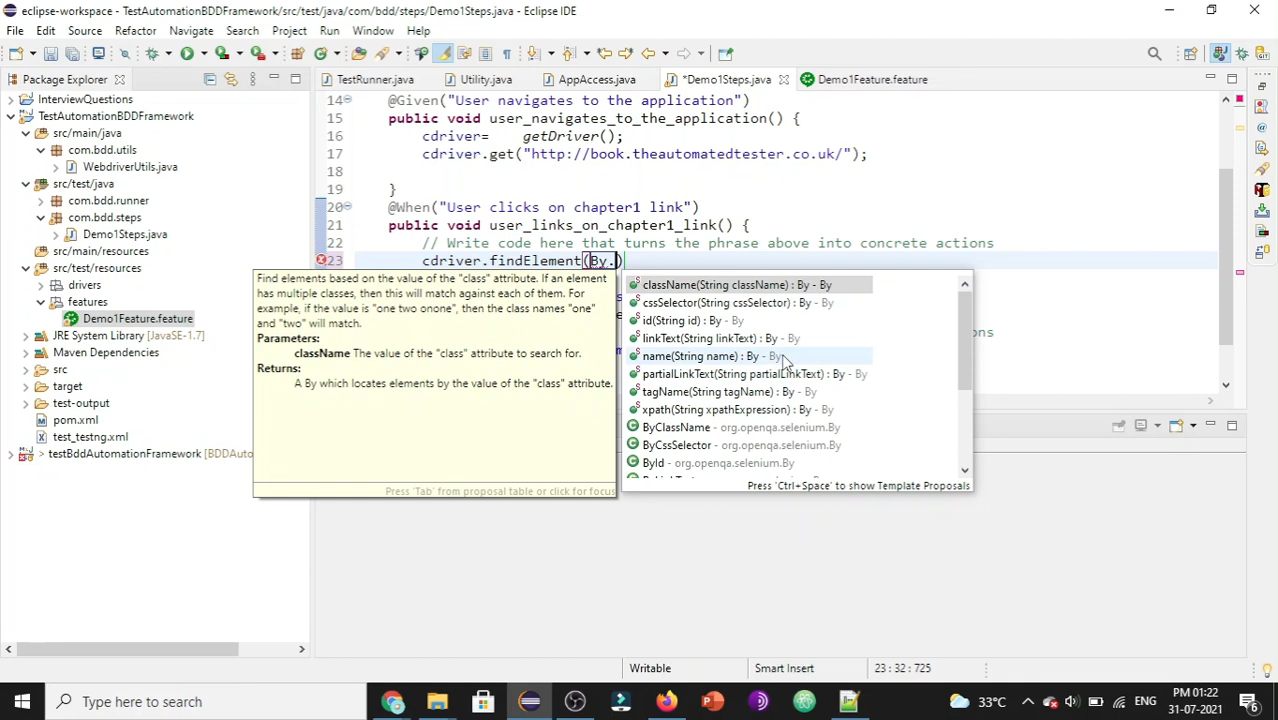 eclipse-workspace - TestAutomationBDDFramework/src/test/java/com/bdd/steps/Demo1Steps.java - Eclipse IDE
File Edit Source Refactor Navigate Search Project Run Window Help
Package Explorer
TestRunner.java Utility.java AppAccess.java *Demo1Steps.java Demo1Feature.feature
InterviewQuestions
TestAutomationBDDFramework
src/main/java
com.bdd.utils
WebdriverUtils.java
src/test/java
com.bdd.runner
com.bdd.steps
Demo1Steps.java
src/main/resources
src/test/resources
drivers
features
Demo1Feature.feature
JRE System Library [JavaSE-1.7]
Maven Dependencies
src
target
test-output
pom.xml
test_testng.xml
> testBddAutomationFramework [BDDAuto
14 @Given("User navigates to the application")
15 public void user_navigates_to_the_application() {
16 cdriver= getDriver();
17 cdriver.get("http://book.theautomatedtester.co.uk/");
18
19 }
20 @When("User clicks on chapter1 link")
21 public void user_links_on_chapter1_link() {
22 // Write code here that turns the phrase above into concrete actions
23 cdriver.findElement(By.)
Find elements based on the value of the "class" attribute. If an element
has multiple classes, then this will match against each of them. For
example, if the value is "one two onone", then the class names "one"
and "two" will match.
Parameters:
className The value of the "class" attribute to search for.
Returns:
A By which locates elements by the value of the "class" attribute.
Press 'Tab' from proposal table or click for focus
className(String className) : By - By
cssSelector(String cssSelector) : By - By
id(String id) : By - By
linkText(String linkText) : By - By
name(String name) : By - By
partialLinkText(String partialLinkText) : By - By
tagName(String tagName) : By - By
xpath(String xpathExpression) : By - By
ByClassName - org.openqa.selenium.By
ByCssSelector - org.openqa.selenium.By
ById - org.openqa.selenium.By
Press 'Ctrl+Space' to show Template Proposals
ons
Writable Smart Insert 23 : 32 : 725
Type here to search
33°C ENG PM 01:22
31-07-2021
6